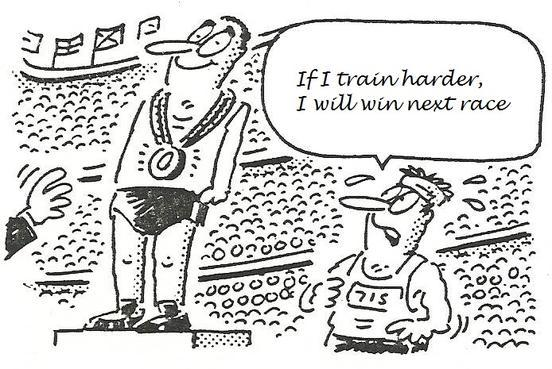 If I train harder,
I will win next race
715